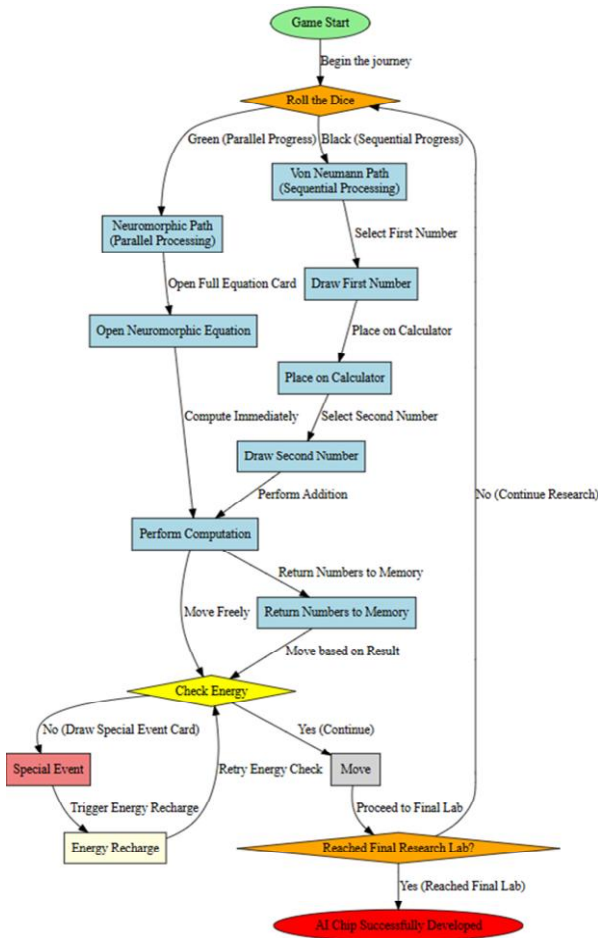 Game Start
Begin the journey
Roll the Dice
Green (Parallel Progress)
Black (Sequential Progress)
Von Neumann Path
(Sequential Processing)
Neuromorphic Path
(Parallel Processing)
Select First Number
Open Full Equation Card
Draw First Number
Open Neuromorphic Equation
Place on Calculator
Place on Calculator
Compute Immediately
Select Second Number
Draw Second Number
Perform Addition
No (Continue Research)
Perform Computation
Return Numbers to Memory
Move Freely
Return Numbers to Memory
Move based on Result
Check Energy
No (Draw Special Event Card)
Yes (Continue)
Special Event
Retry Energy Check
Move
Trigger Energy Recharge
Proceed to Final Lab
Energy Recharge
Reached Final Research Lab?
Yes (Reached Final Lab)
AI Chip Successfully Developed